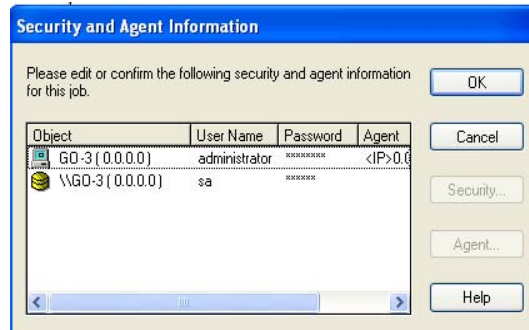 Security and Agent Information
Please edit or confirm the following security and agent information
for this job.
OK
Object User Name Password Agent
Cancel
GO-3 ( 0.0.0.0 ) administrator ******** <IP>0.0
\\GO-3 ( 0.0.0.0 ) sa ******
Security...
Agent...
Help